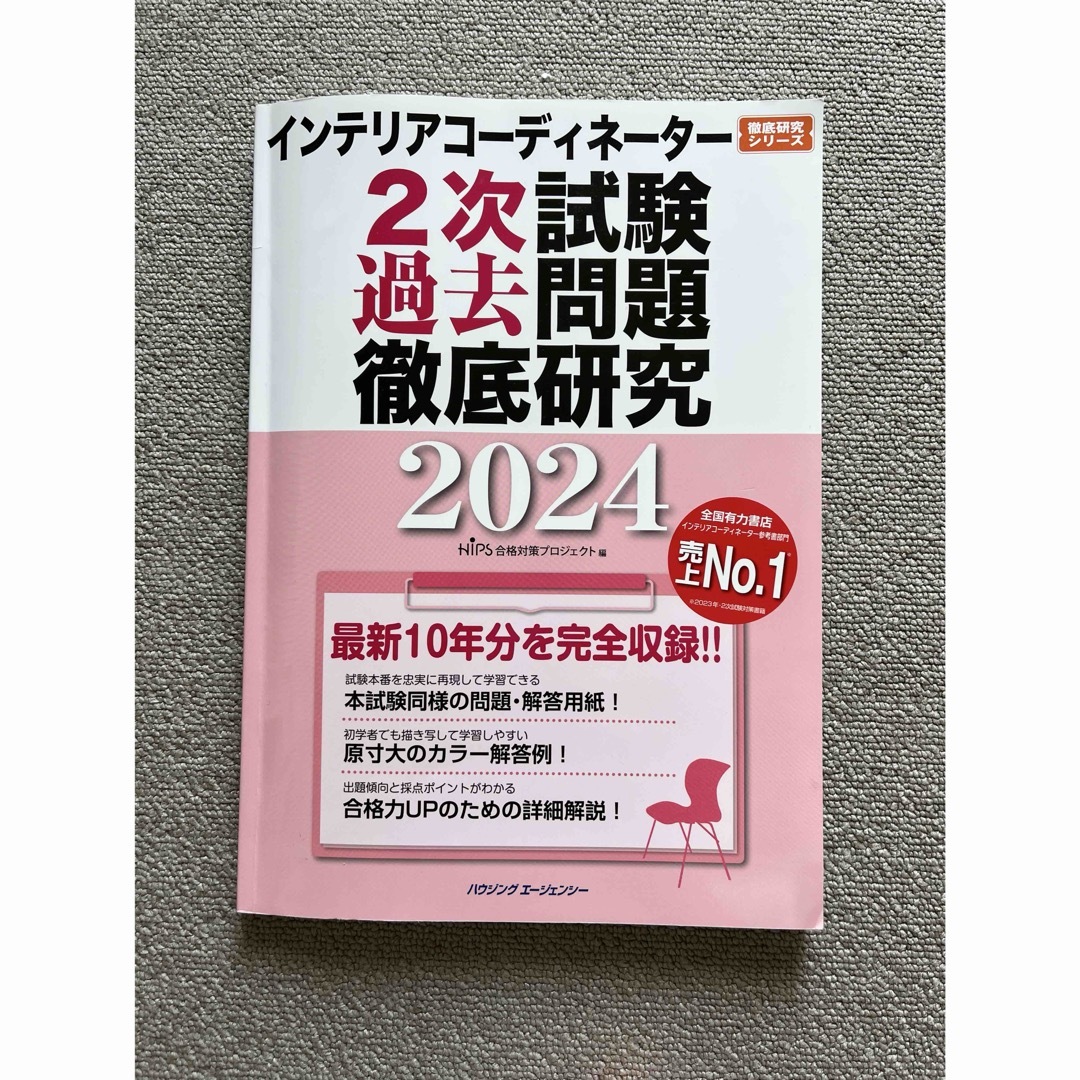 インテリアコーディネーター
徹底研究
シリーズ
2次試験
過去問題
徹底研究
2024
HIPS 合格対策プロジェクト 編
全国有力書店
インテリアコーディネーター参考書部門
売上No.1
最新10年分を完全収録!!
試験本番を忠実に再現して学習できる
本試験同様の問題・解答用紙！
初学者でも描き写して学習しやすい
原寸大のカラー解答例！
出題傾向と採点ポイントがわかる
合格力UPのための詳細解説！
ハウジング エージェンシー